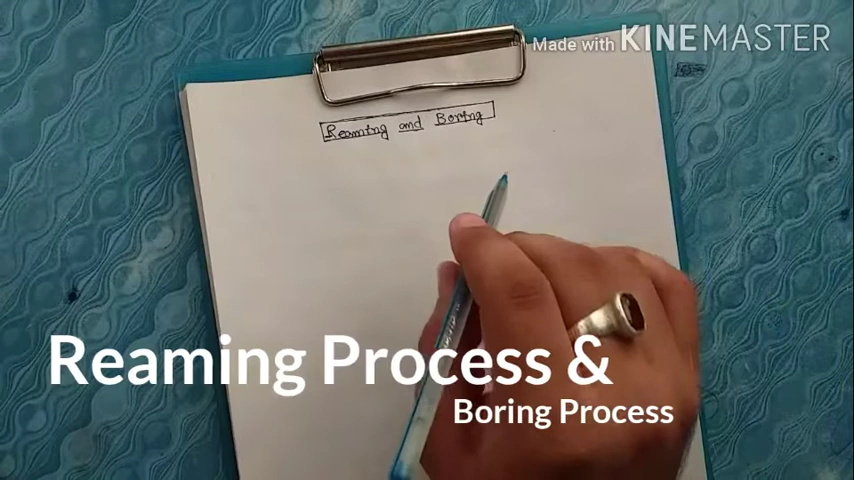 Made with KINEMASTER
Reaming and Boring
Reaming Process &
Boring Process